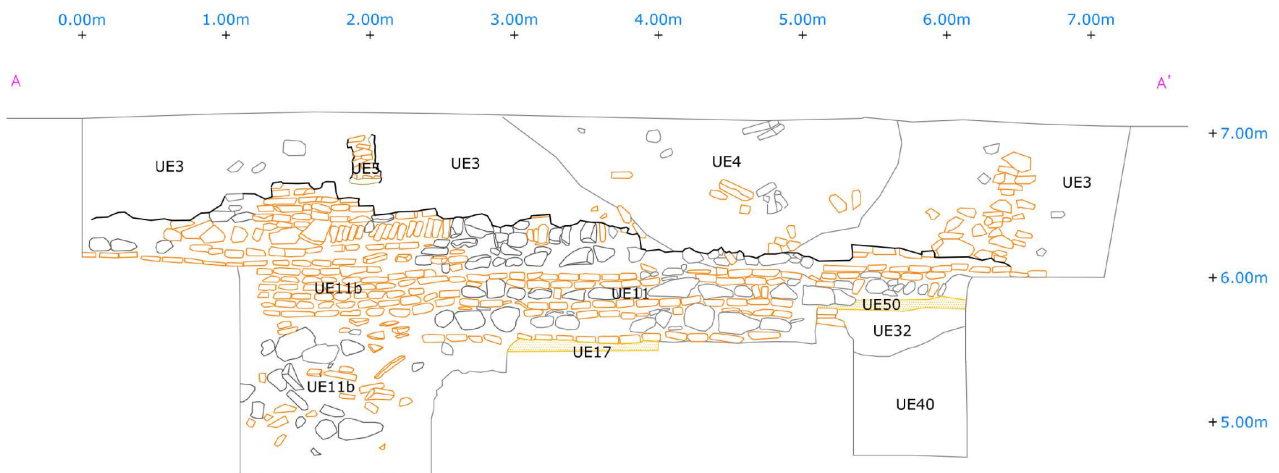 0.00m 1.00m 2.00m 3.00m 4.00m 5.00m 6.00m 7.00m
+ + + + + + + +
A A'
+7.00m
UE3 UE5 UE3 UE4 UE3
+6.00m
UE11b UE11 UE50
UE32
UE17
UE11b
UE40
+5.00m